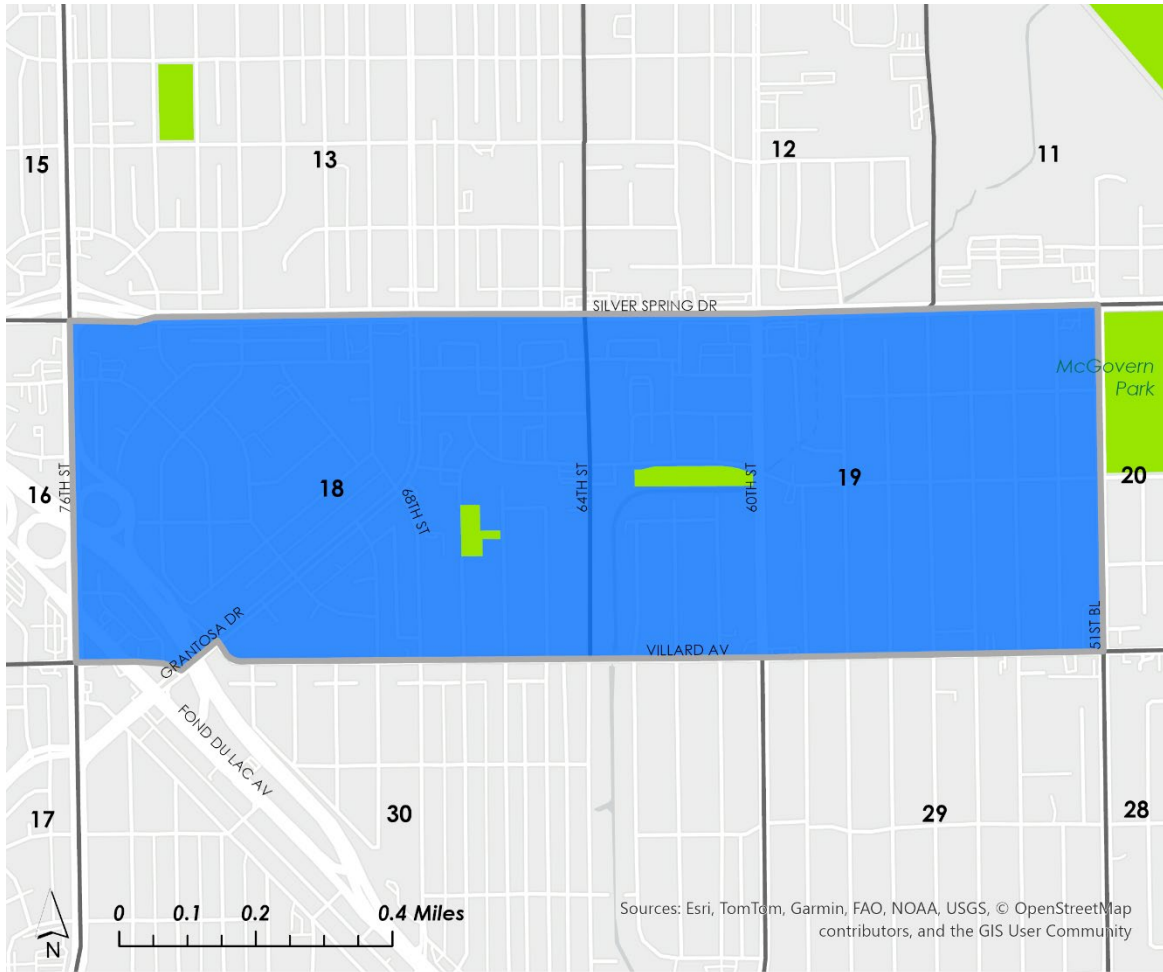 12
13
11
15
SILVER SPRING DR
McGovern
Park
76TH ST
18
68TH ST
64TH ST
60TH ST
19
16
20
GRANTOSA DR
VILLARD AV
51ST BL
FOND DU LAC AV
17
30
29
28
0 0.1 0.2 0.4 Miles
N
Sources: Esri, TomTom, Garmin, FAO, NOAA, USGS, © OpenStreetMap
contributors, and the GIS User Community